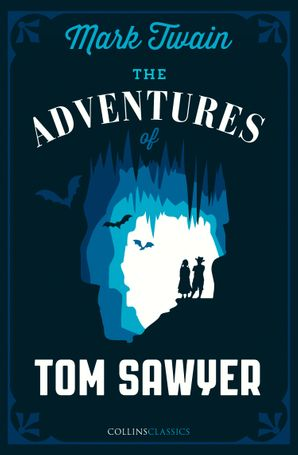 Mark Twain
THE
ADVENTURES
of
TOM SAWYER
COLLINS CLASSICS